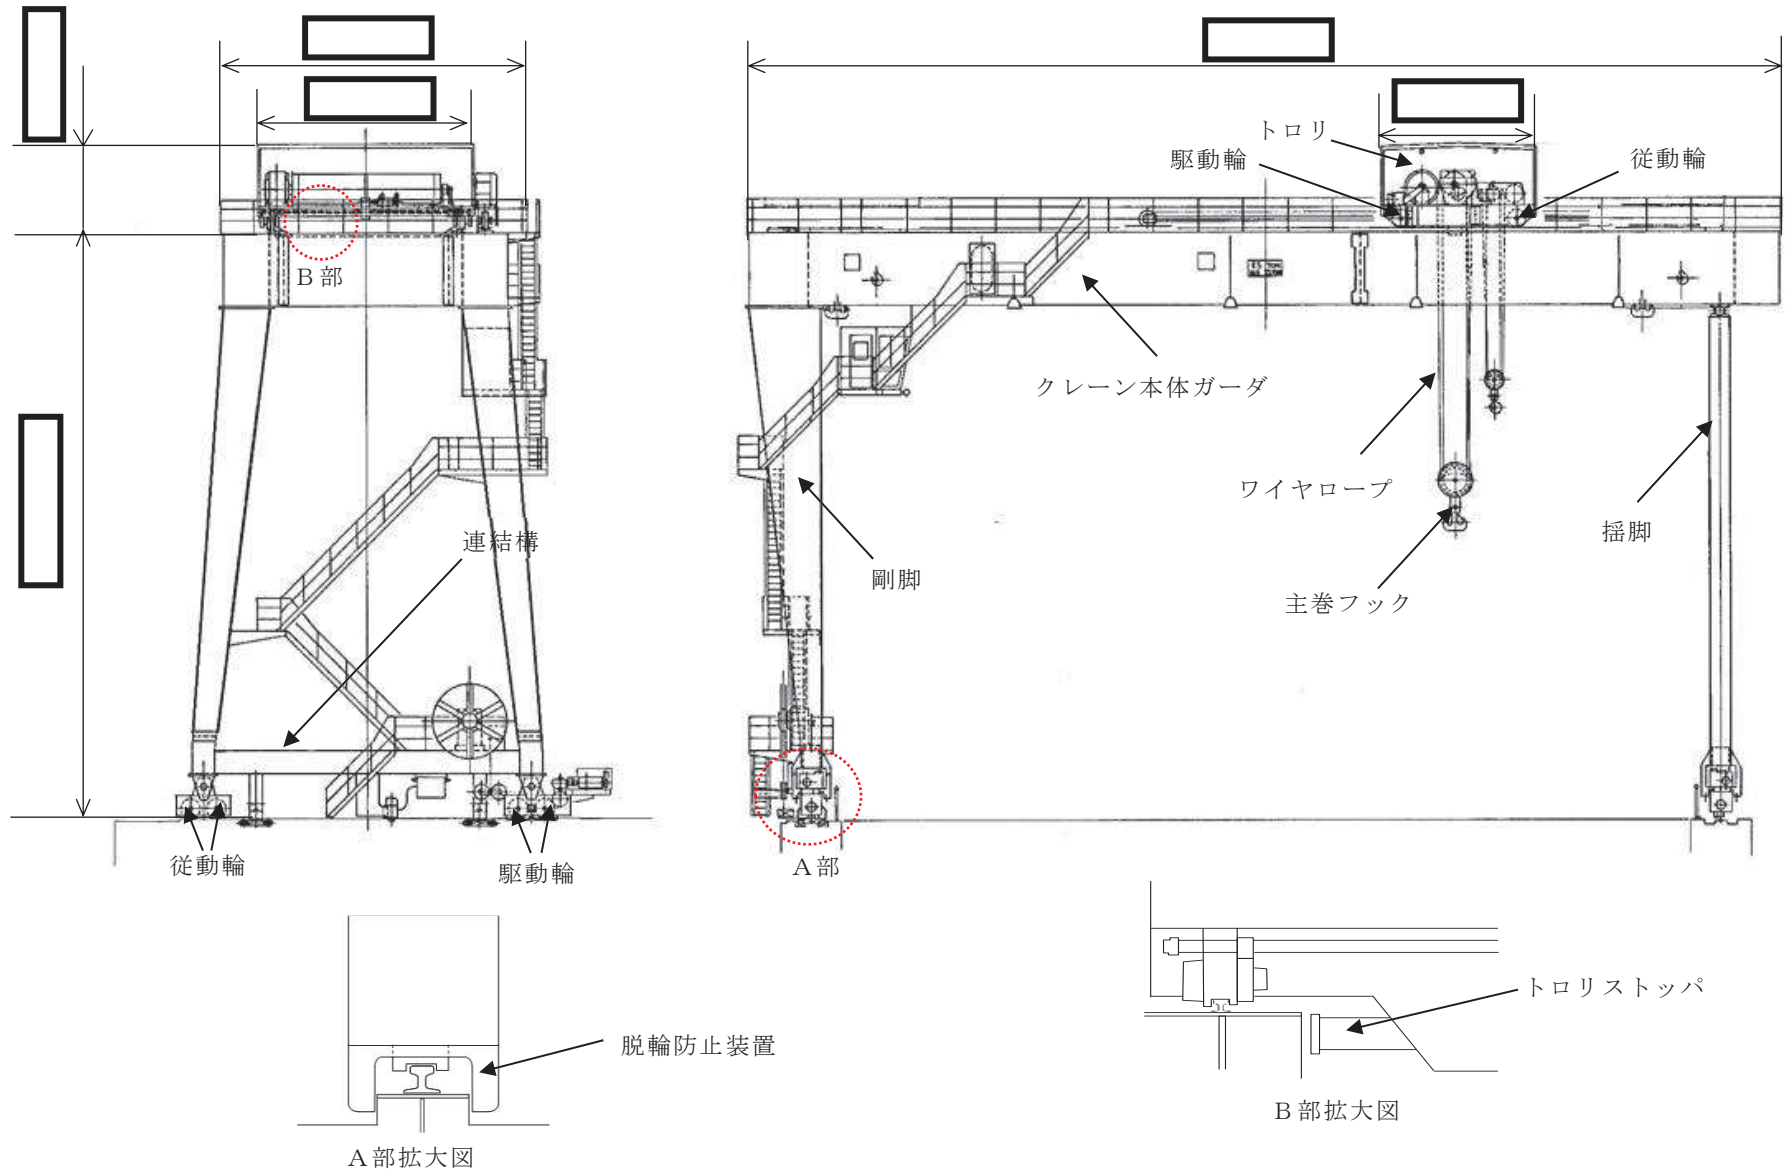 トロリ
駆動輪
従動輪
B部
クレーン本体ガーダ
ワイヤロープ
連結構
剛脚
揺脚
主巻フック
従動輪
駆動輪
A部
トロリストッパ
脱輪防止装置
B部拡大図
A部拡大図